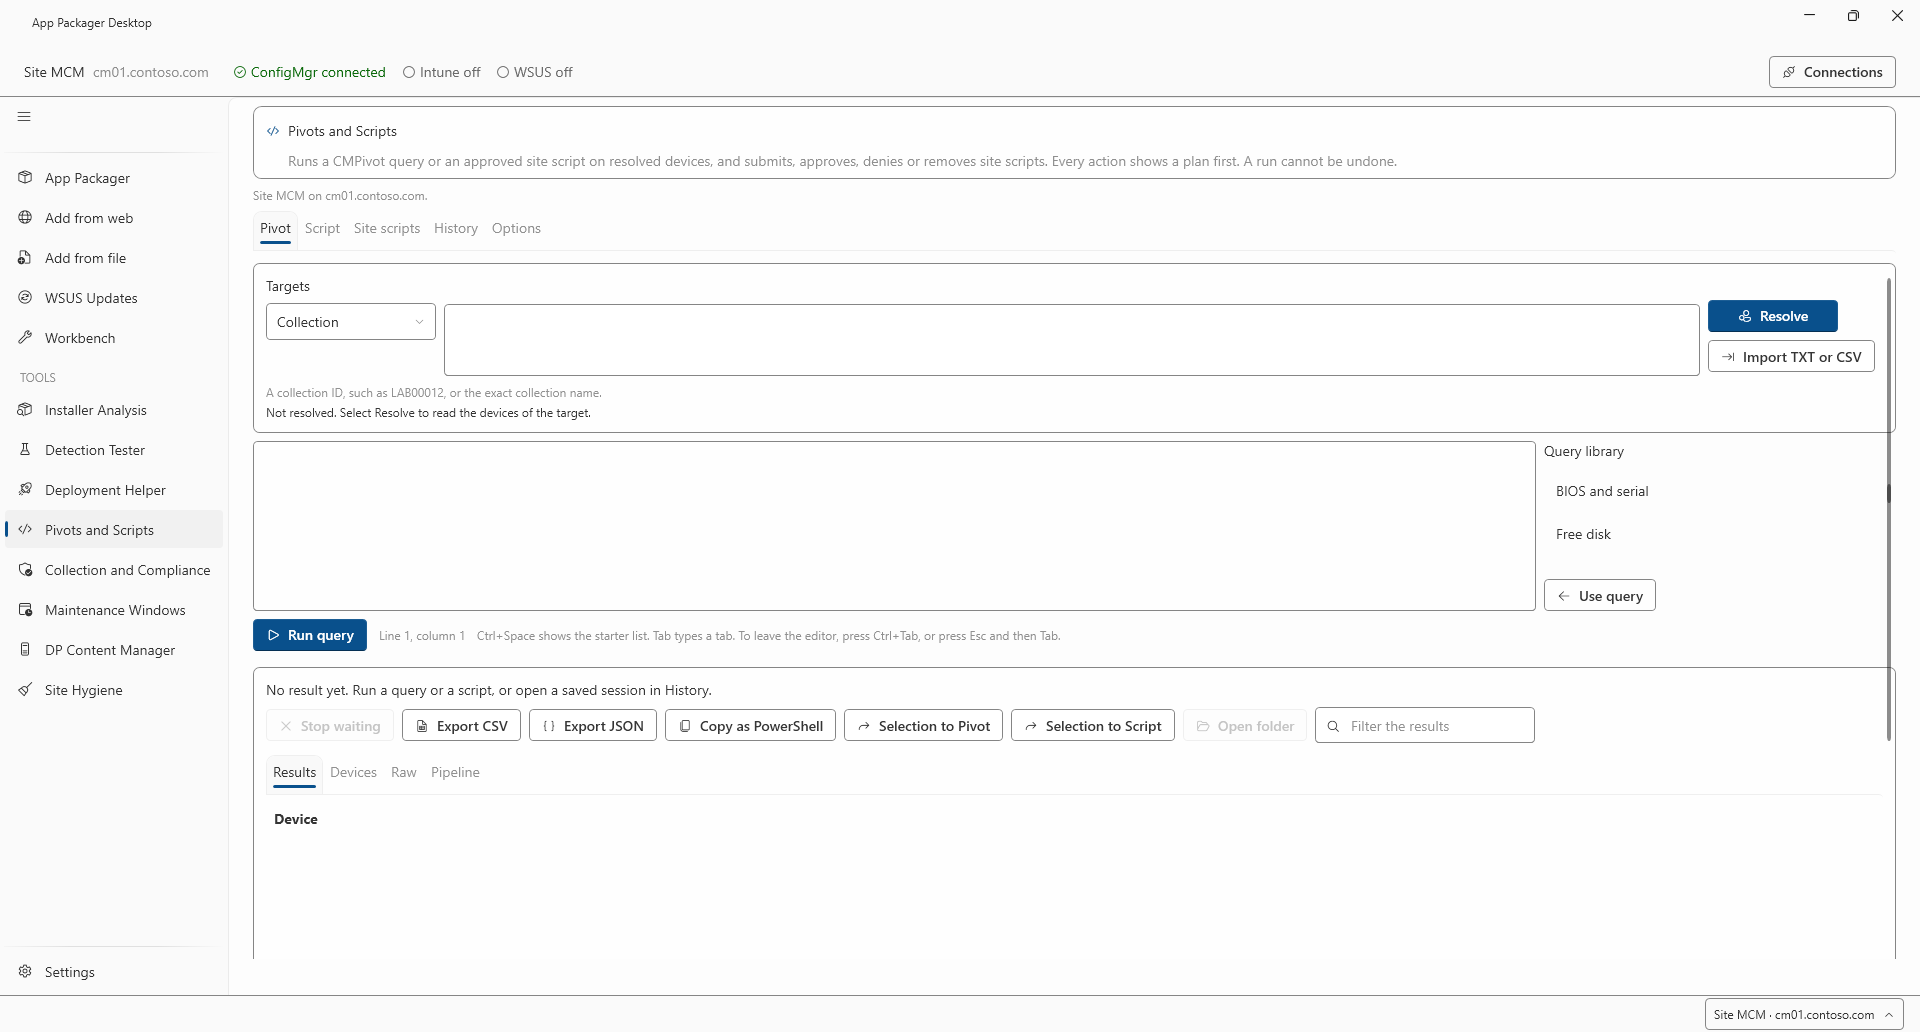 App Packager Desktop
Site MCM cm01.contoso.com ConfigMgr connected Intune off WSUS off Connections
Pivots and Scripts
Runs a CMPivot query or an approved site script on resolved devices, and submits, approves, denies or removes site scripts. Every action shows a plan first. A run cannot be undone.
Site MCM on cm01.contoso.com.
Pivot Script Site scripts History Options
App Packager
Add from web
Add from file
WSUS Updates
Workbench
TOOLS
Installer Analysis
Detection Tester
Deployment Helper
Pivots and Scripts
Collection and Compliance
Maintenance Windows
DP Content Manager
Site Hygiene
Settings
Targets
Collection
Resolve
Import TXT or CSV
A collection ID, such as LAB00012, or the exact collection name.
Not resolved. Select Resolve to read the devices of the target.
Query library
BIOS and serial
Free disk
Use query
Run query Line 1, column 1 Ctrl+Space shows the starter list. Tab types a tab. To leave the editor, press Ctrl+Tab, or press Esc and then Tab.
No result yet. Run a query or a script, or open a saved session in History.
Stop waiting Export CSV Export JSON Copy as PowerShell Selection to Pivot Selection to Script Open folder Filter the results
Results Devices Raw Pipeline
Device
Site MCM · cm01.contoso.com